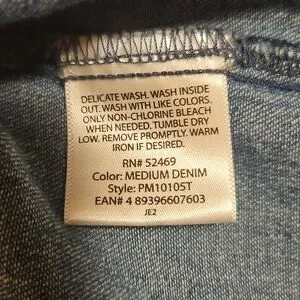 DELICATE WASH. WASH INSIDE
OUT. WASH WITH LIKE COLORS.
ONLY NON-CHLORINE BLEACH
WHEN NEEDED. TUMBLE DRY
LOW. REMOVE PROMPTLY. WARM
IRON IF DESIRED.
RN# 52469
Color: MEDIUM DENIM
Style: PM10105T
EAN# 4 89396607603
JE2